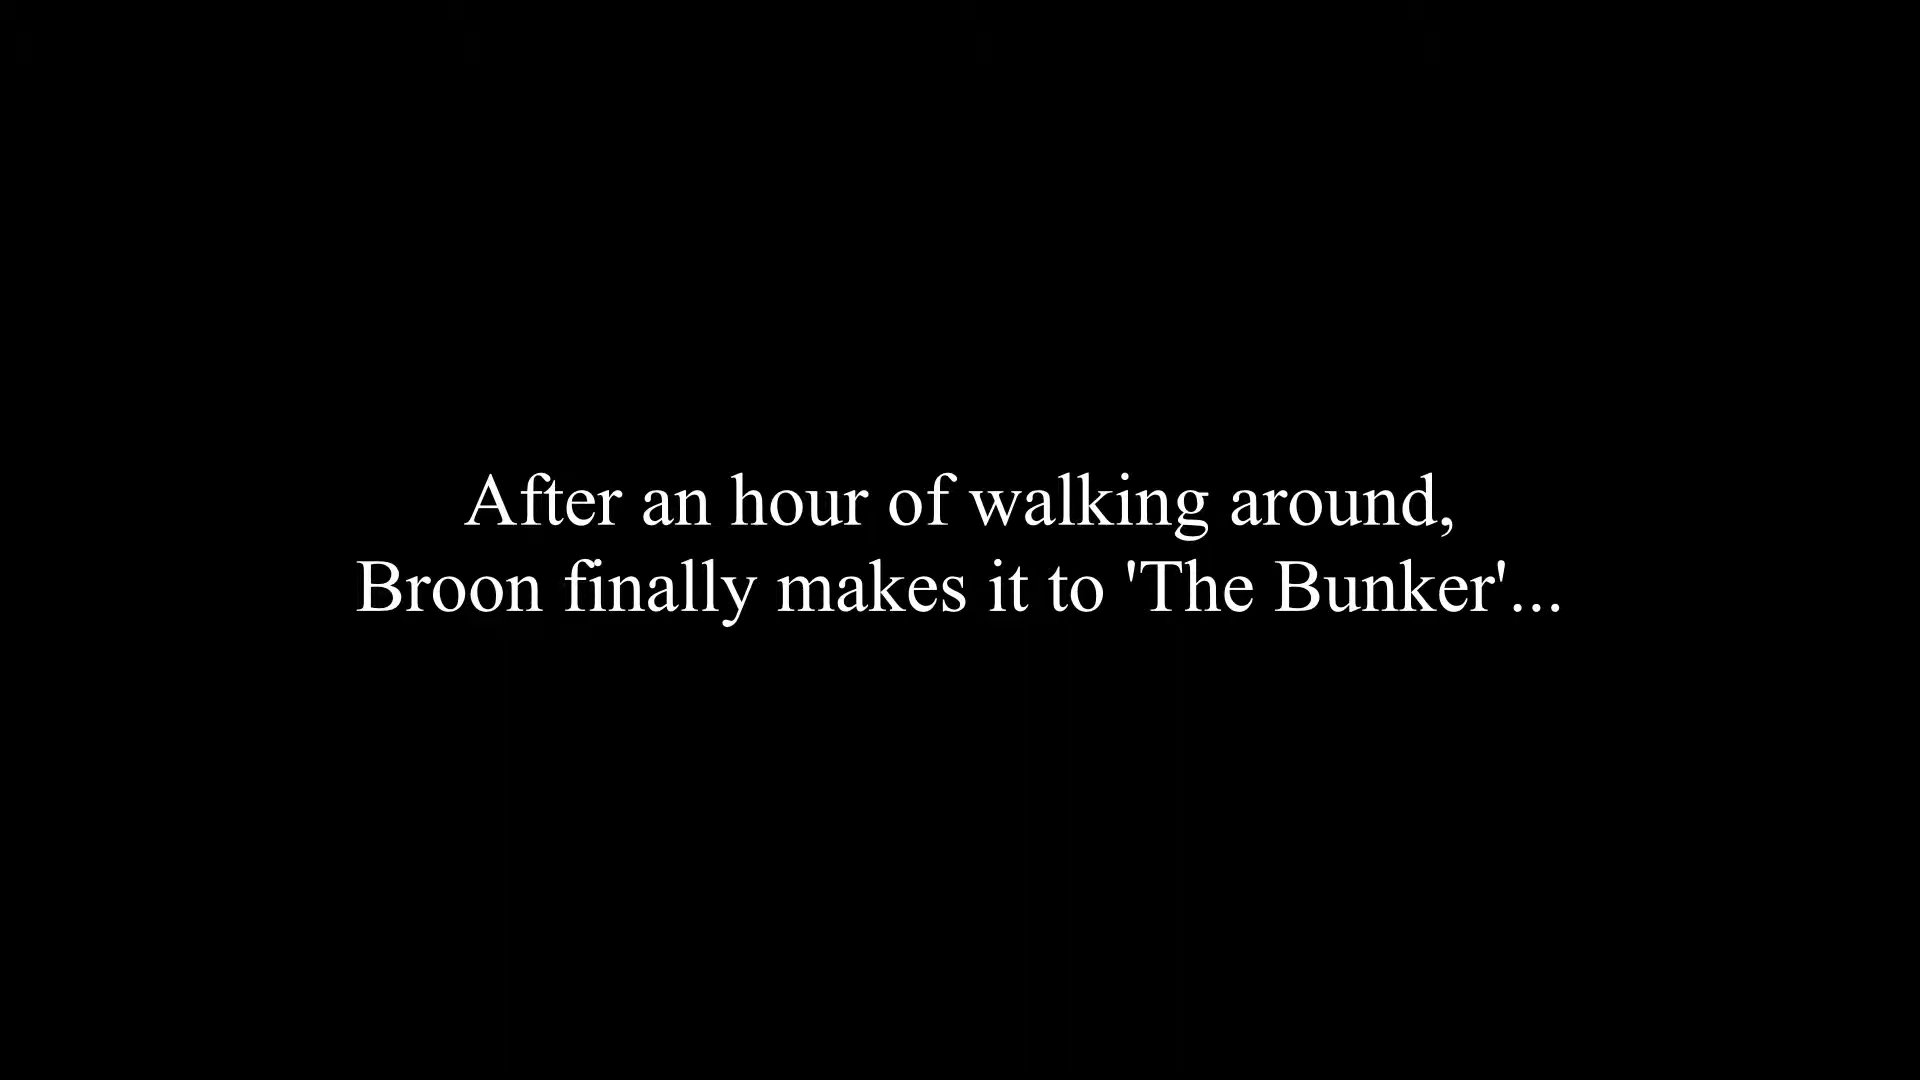 After an hour of walking around,
Broon finally makes it to 'The Bunker'...